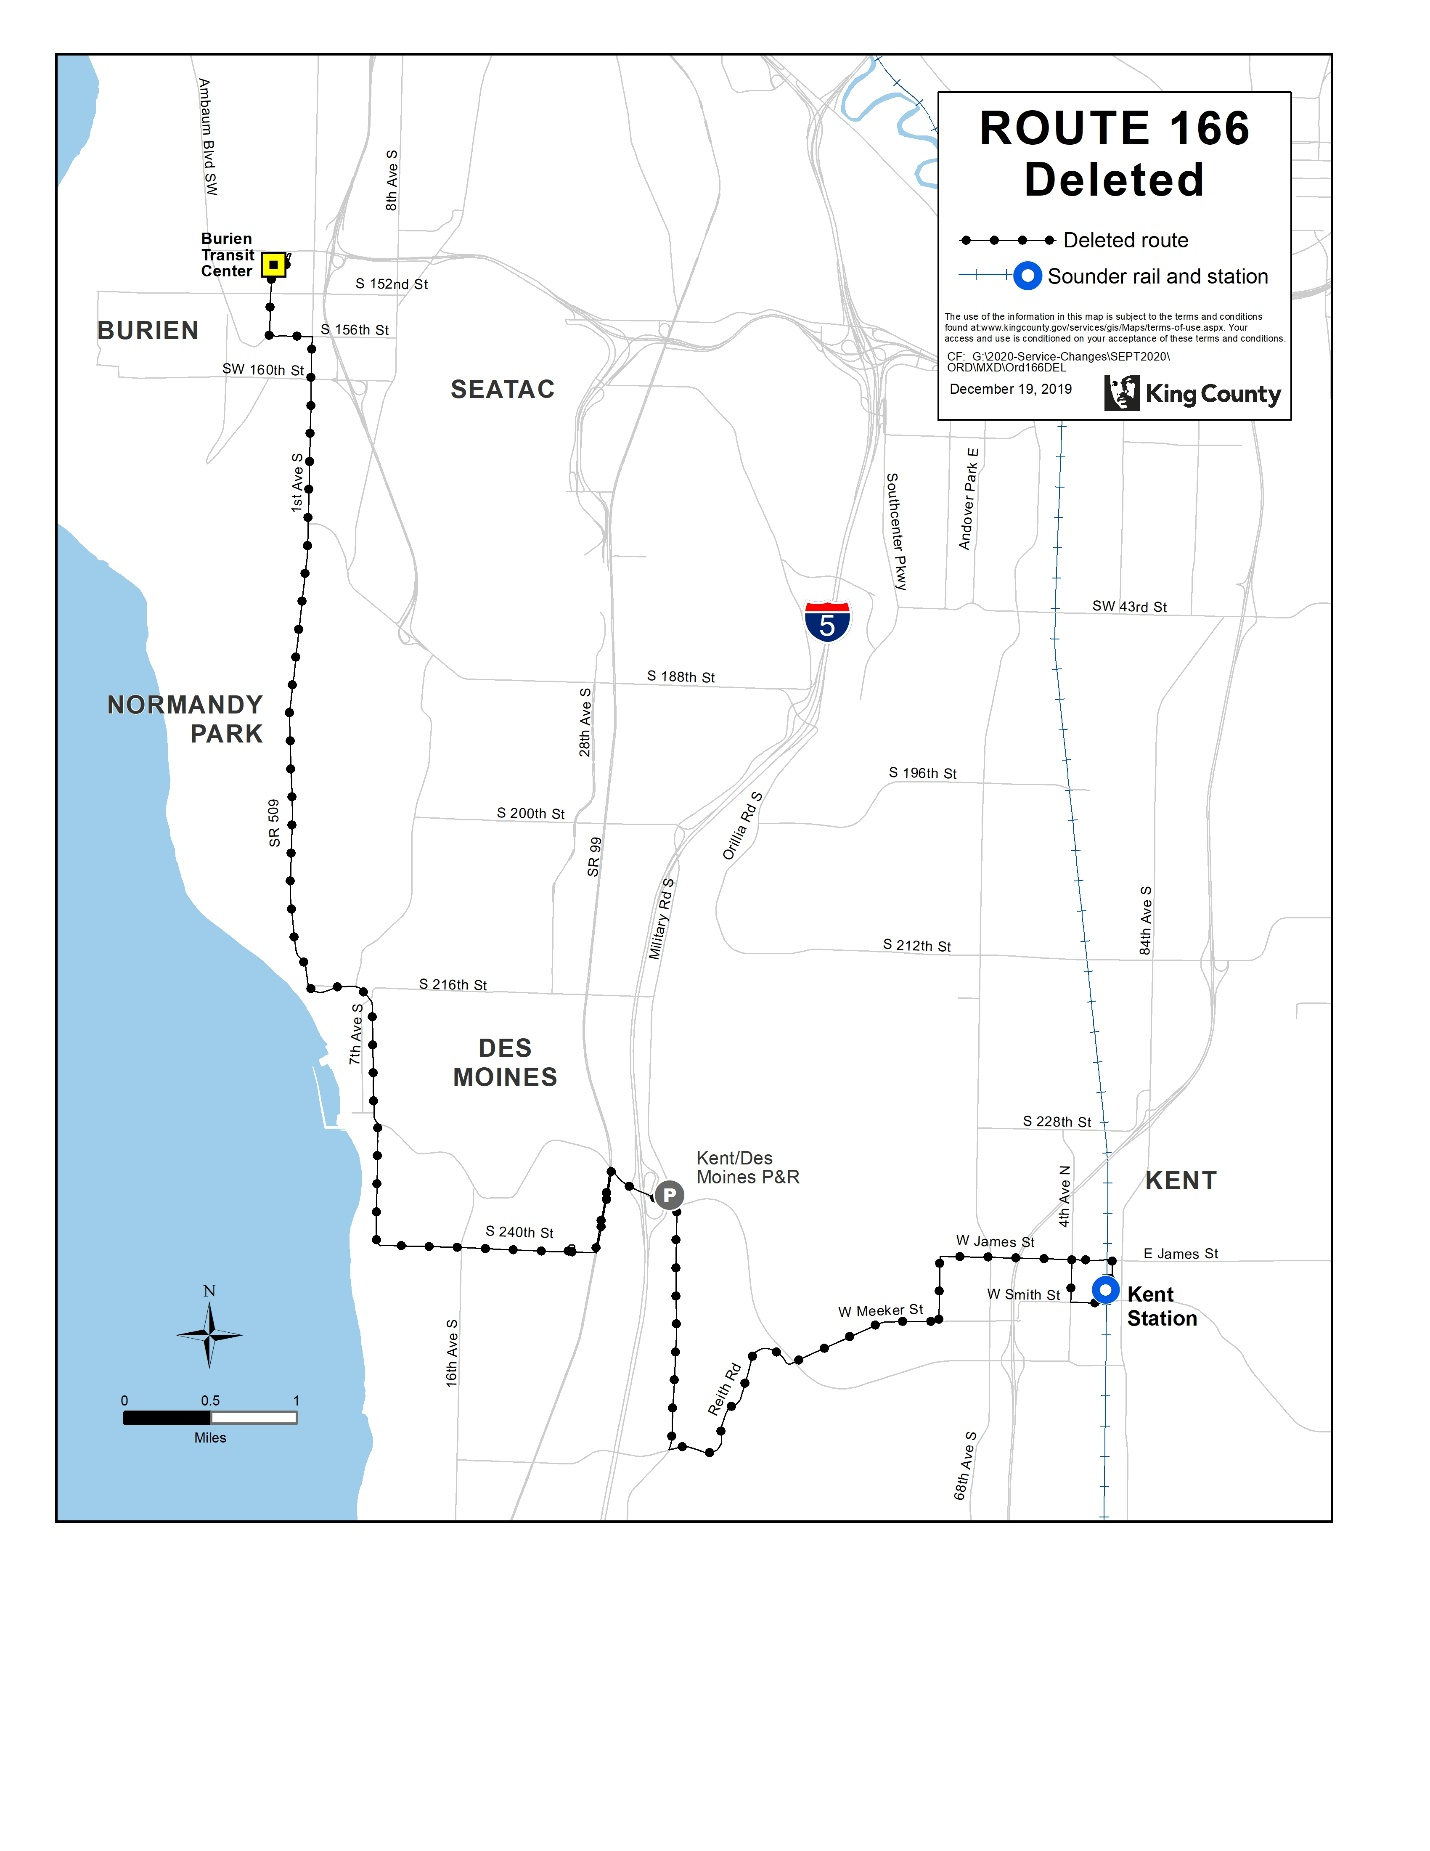 ROUTE 166
Deleted
Deleted route
Sounder rail and station
The use of the information in this map is subject to the terms and conditions
found at:www.kingcounty.gov/services/gis/Maps/terms-of-use.aspx. Your
access and use is conditioned on your acceptance of these terms and conditions.
CF: G:\2020-Service-Changes\SEPT2020\
ORD\MXD\Ord166DEL
December 19, 2019
King County
Ambaum Blvd SW
8th Ave S
Burien
Transit
Center
S 152nd St
BURIEN
S 156th St
SW 160th St
SEATAC
1st Ave S
Southcenter Pkwy
Andover Park E
SW 43rd St
5
S 188th St
NORMANDY
PARK
28th Ave S
S 196th St
SR 509
S 200th St
Orillia Rd S
SR 99
Military Rd S
84th Ave S
S 212th St
S 216th St
7th Ave S
DES
MOINES
S 228th St
Kent/Des
Moines P&R
P
4th Ave N
KENT
S 240th St
W James St
E James St
W Smith St
Kent
Station
W Meeker St
N
16th Ave S
Reith Rd
68th Ave S
0 0.5 1
Miles